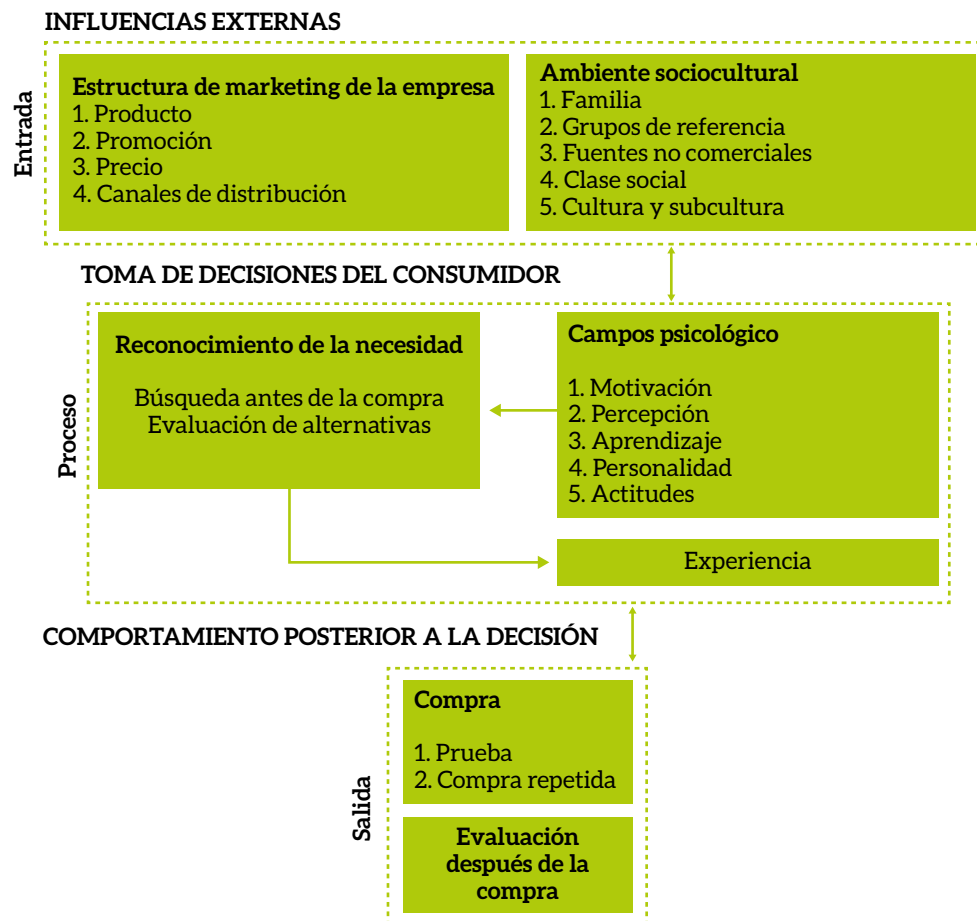 INFLUENCIAS EXTERNAS
Entrada
Estructura de marketing de la empresa
1. Producto
2. Promoción
3. Precio
4. Canales de distribución
Ambiente sociocultural
1. Familia
2. Grupos de referencia
3. Fuentes no comerciales
4. Clase social
5. Cultura y subcultura
TOMA DE DECISIONES DEL CONSUMIDOR
Proceso
Reconocimiento de la necesidad
Búsqueda antes de la compra
Evaluación de alternativas
Campos psicológico
1. Motivación
2. Percepción
3. Aprendizaje
4. Personalidad
5. Actitudes
Experiencia
COMPORTAMIENTO POSTERIOR A LA DECISIÓN
Salida
Compra
1. Prueba
2. Compra repetida
Evaluación
después de la
compra